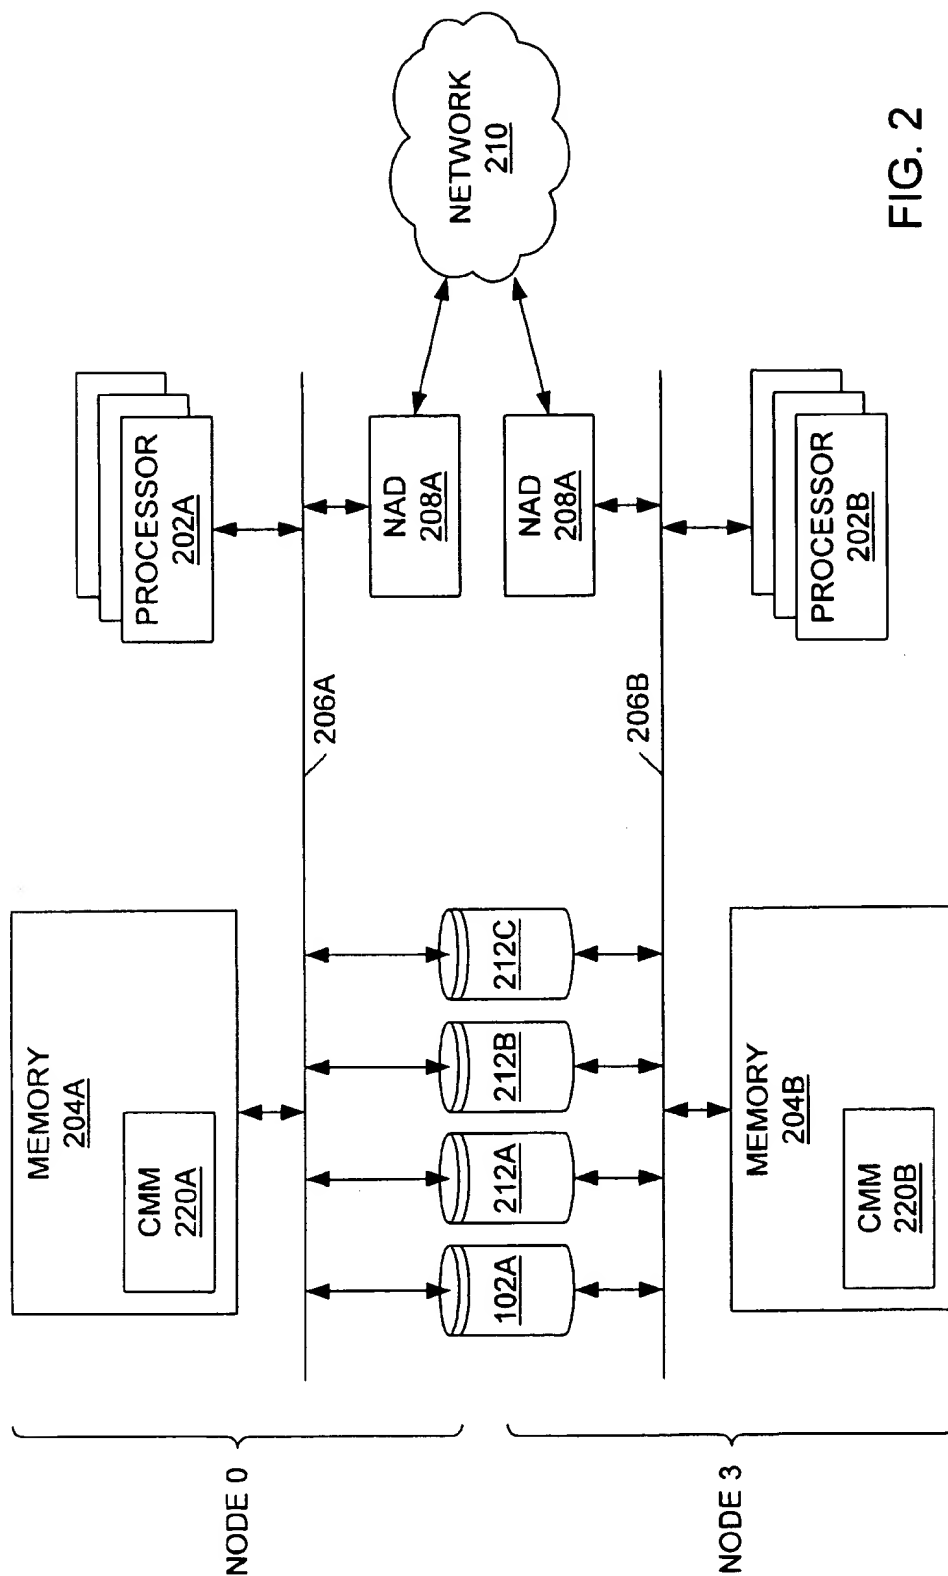 NODE 0
MEMORY
204A
CMM
220A
PROCESSOR
202A
206A
NAD
208A
NETWORK
210
102A
212A
212B
212C
NODE 3
206B
NAD
208A
MEMORY
204B
CMM
220B
PROCESSOR
202B
FIG. 2